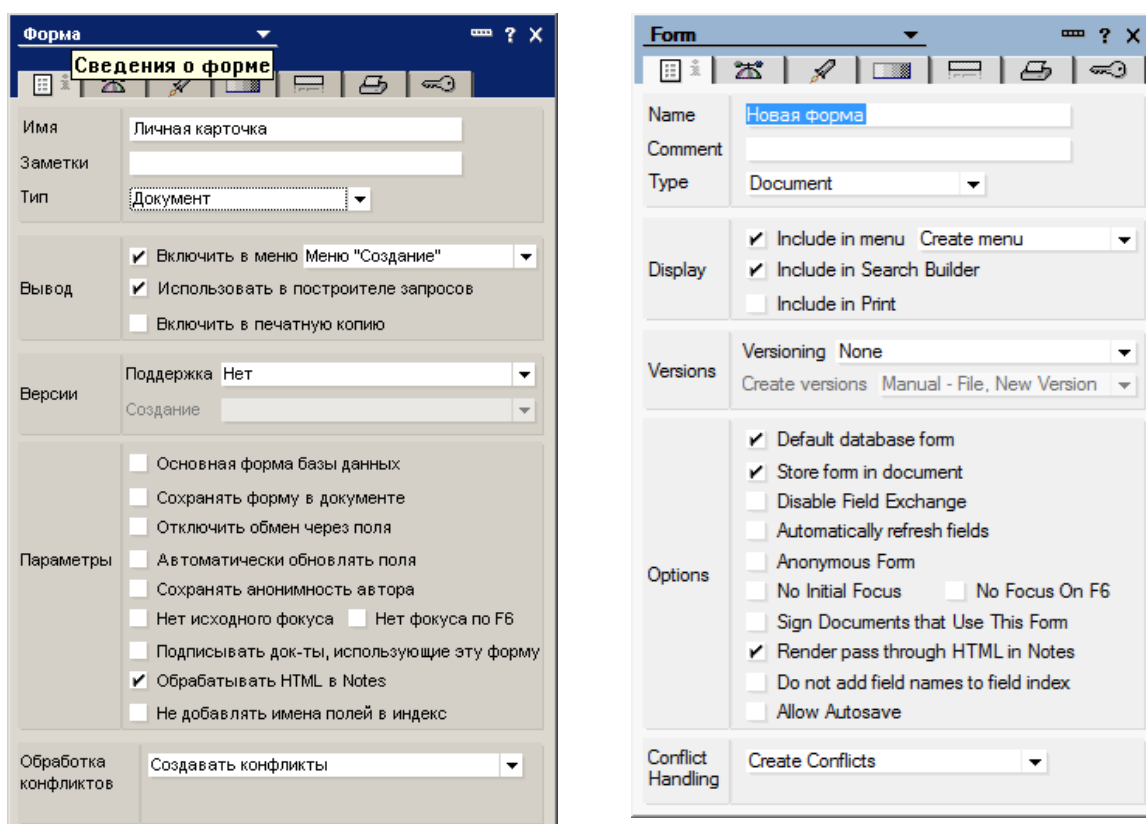 Форма
?
X
Сведения о форме
Имя
Личная карточка
Заметки
Тип
Документ
Вывод
Включить в меню
Меню "Создание"
Использовать в построителе запросов
Включить в печатную копию
Версии
Поддержка
Нет
Создание
Параметры
Основная форма базы данных
Сохранять форму в документе
Отключить обмен через поля
Автоматически обновлять поля
Сохранять анонимность автора
Нет исходного фокуса
Нет фокуса по F6
Подписывать док-ты, использующие эту форму
Обрабатывать HTML в Notes
Не добавлять имена полей в индекс
Обработка
конфликтов
Создавать конфликты
Form
?
X
Name
Новая форма
Comment
Type
Document
Display
Include in menu
Create menu
Include in Search Builder
Include in Print
Versions
Versioning
None
Create versions
Manual - File, New Version
Options
Default database form
Store form in document
Disable Field Exchange
Automatically refresh fields
Anonymous Form
No Initial Focus
No Focus On F6
Sign Documents that Use This Form
Render pass through HTML in Notes
Do not add field names to field index
Allow Autosave
Conflict
Handling
Create Conflicts